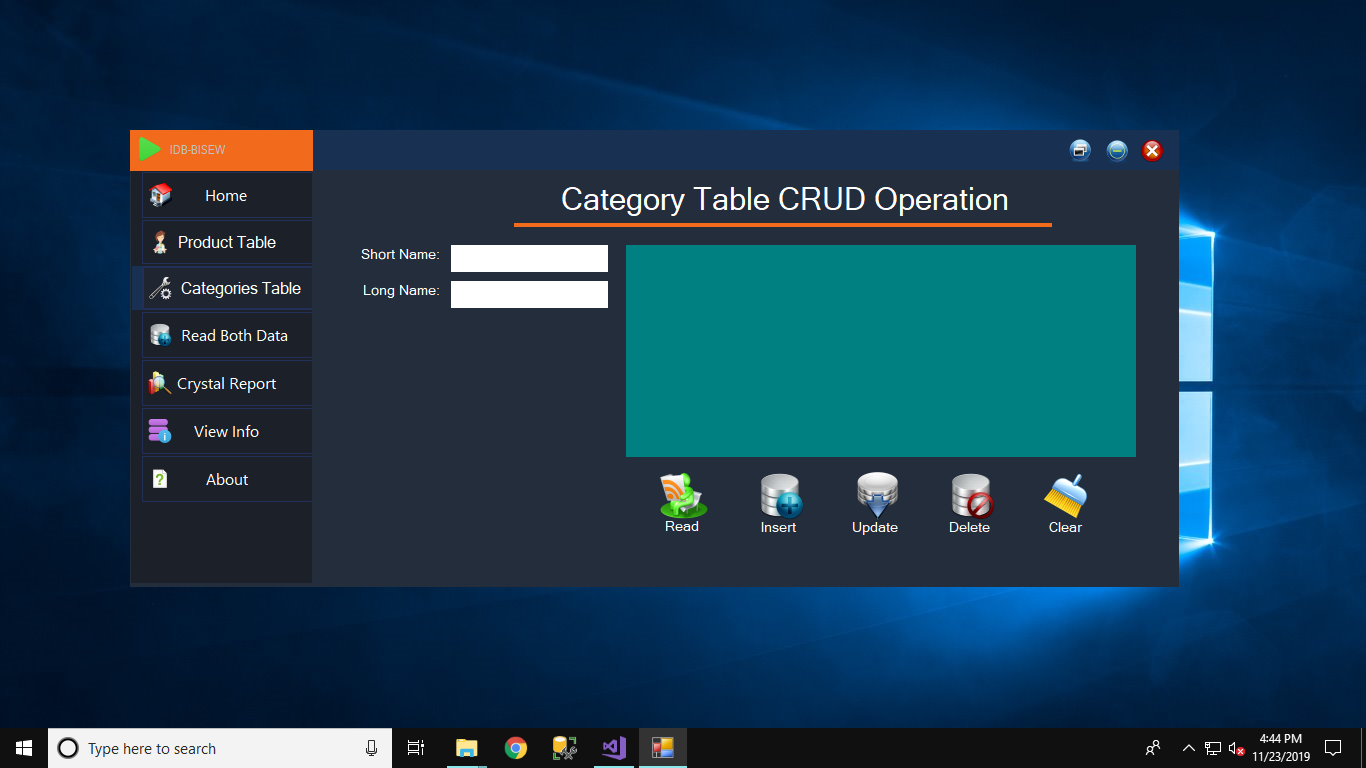 IDB-BISEW
Home
Product Table
Categories Table
Read Both Data
Crystal Report
View Info
About
Category Table CRUD Operation
Short Name:
Long Name:
Read
Insert
Update
Delete
Clear
Type here to search
4:44 PM
11/23/2019